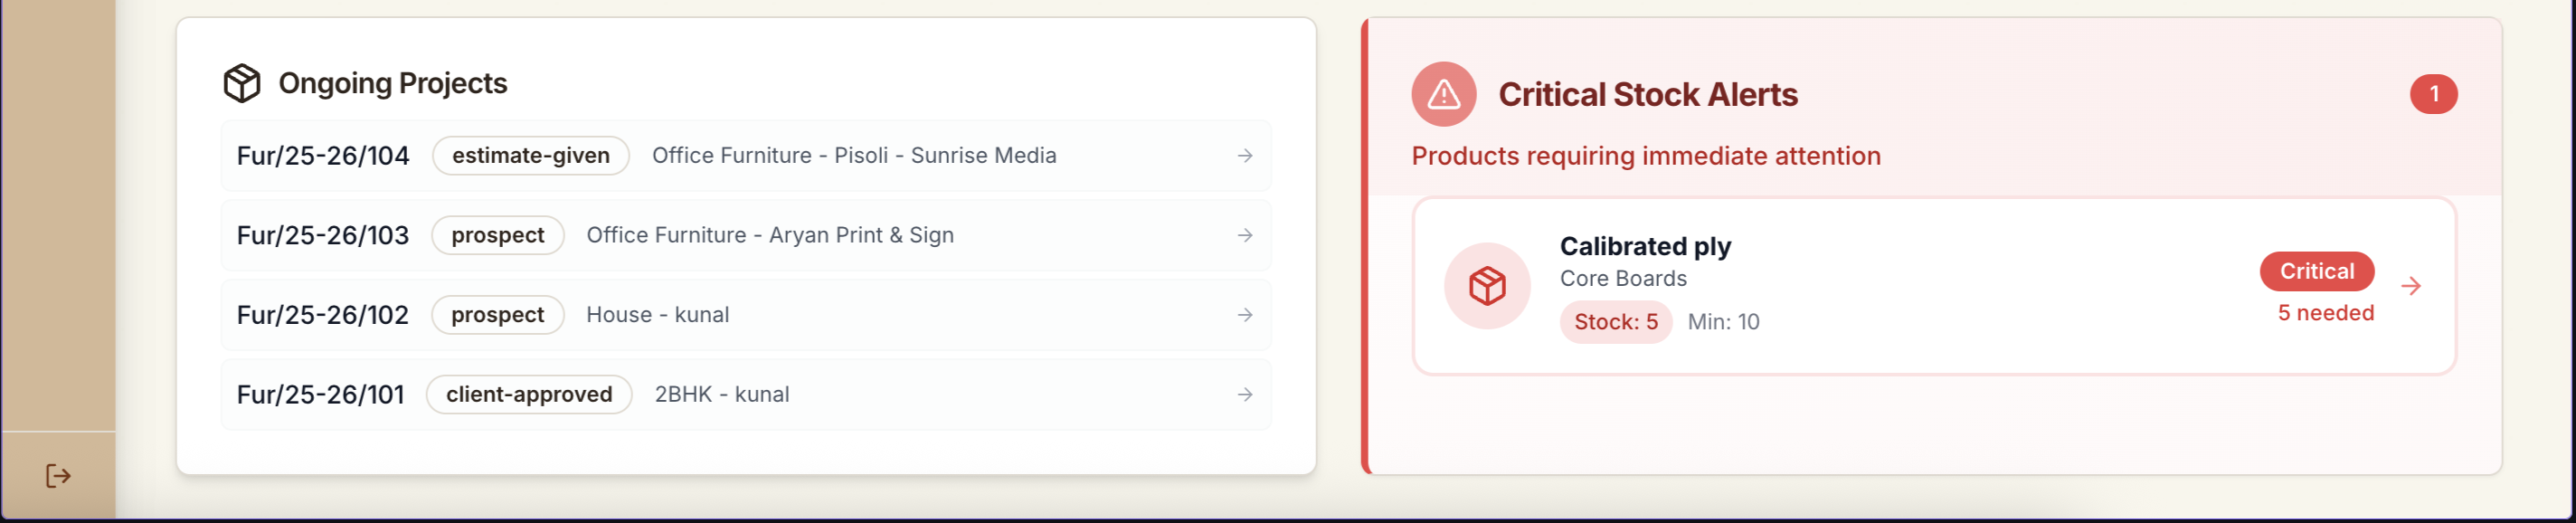 Ongoing Projects
Fur/25-26/104 estimate-given Office Furniture - Pisoli - Sunrise Media
Fur/25-26/103 prospect Office Furniture - Aryan Print & Sign
Fur/25-26/102 prospect House - kunal
Fur/25-26/101 client-approved 2BHK - kunal
Critical Stock Alerts 1
Products requiring immediate attention
Calibrated ply
Core Boards
Stock: 5 Min: 10
Critical
5 needed